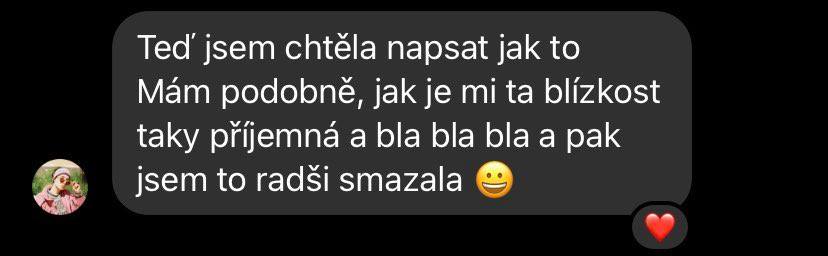 Teď jsem chtěla napsat jak to
Mám podobně, jak je mi ta blízkost
taky příjemná a bla bla bla a pak
jsem to radši smazala 😀